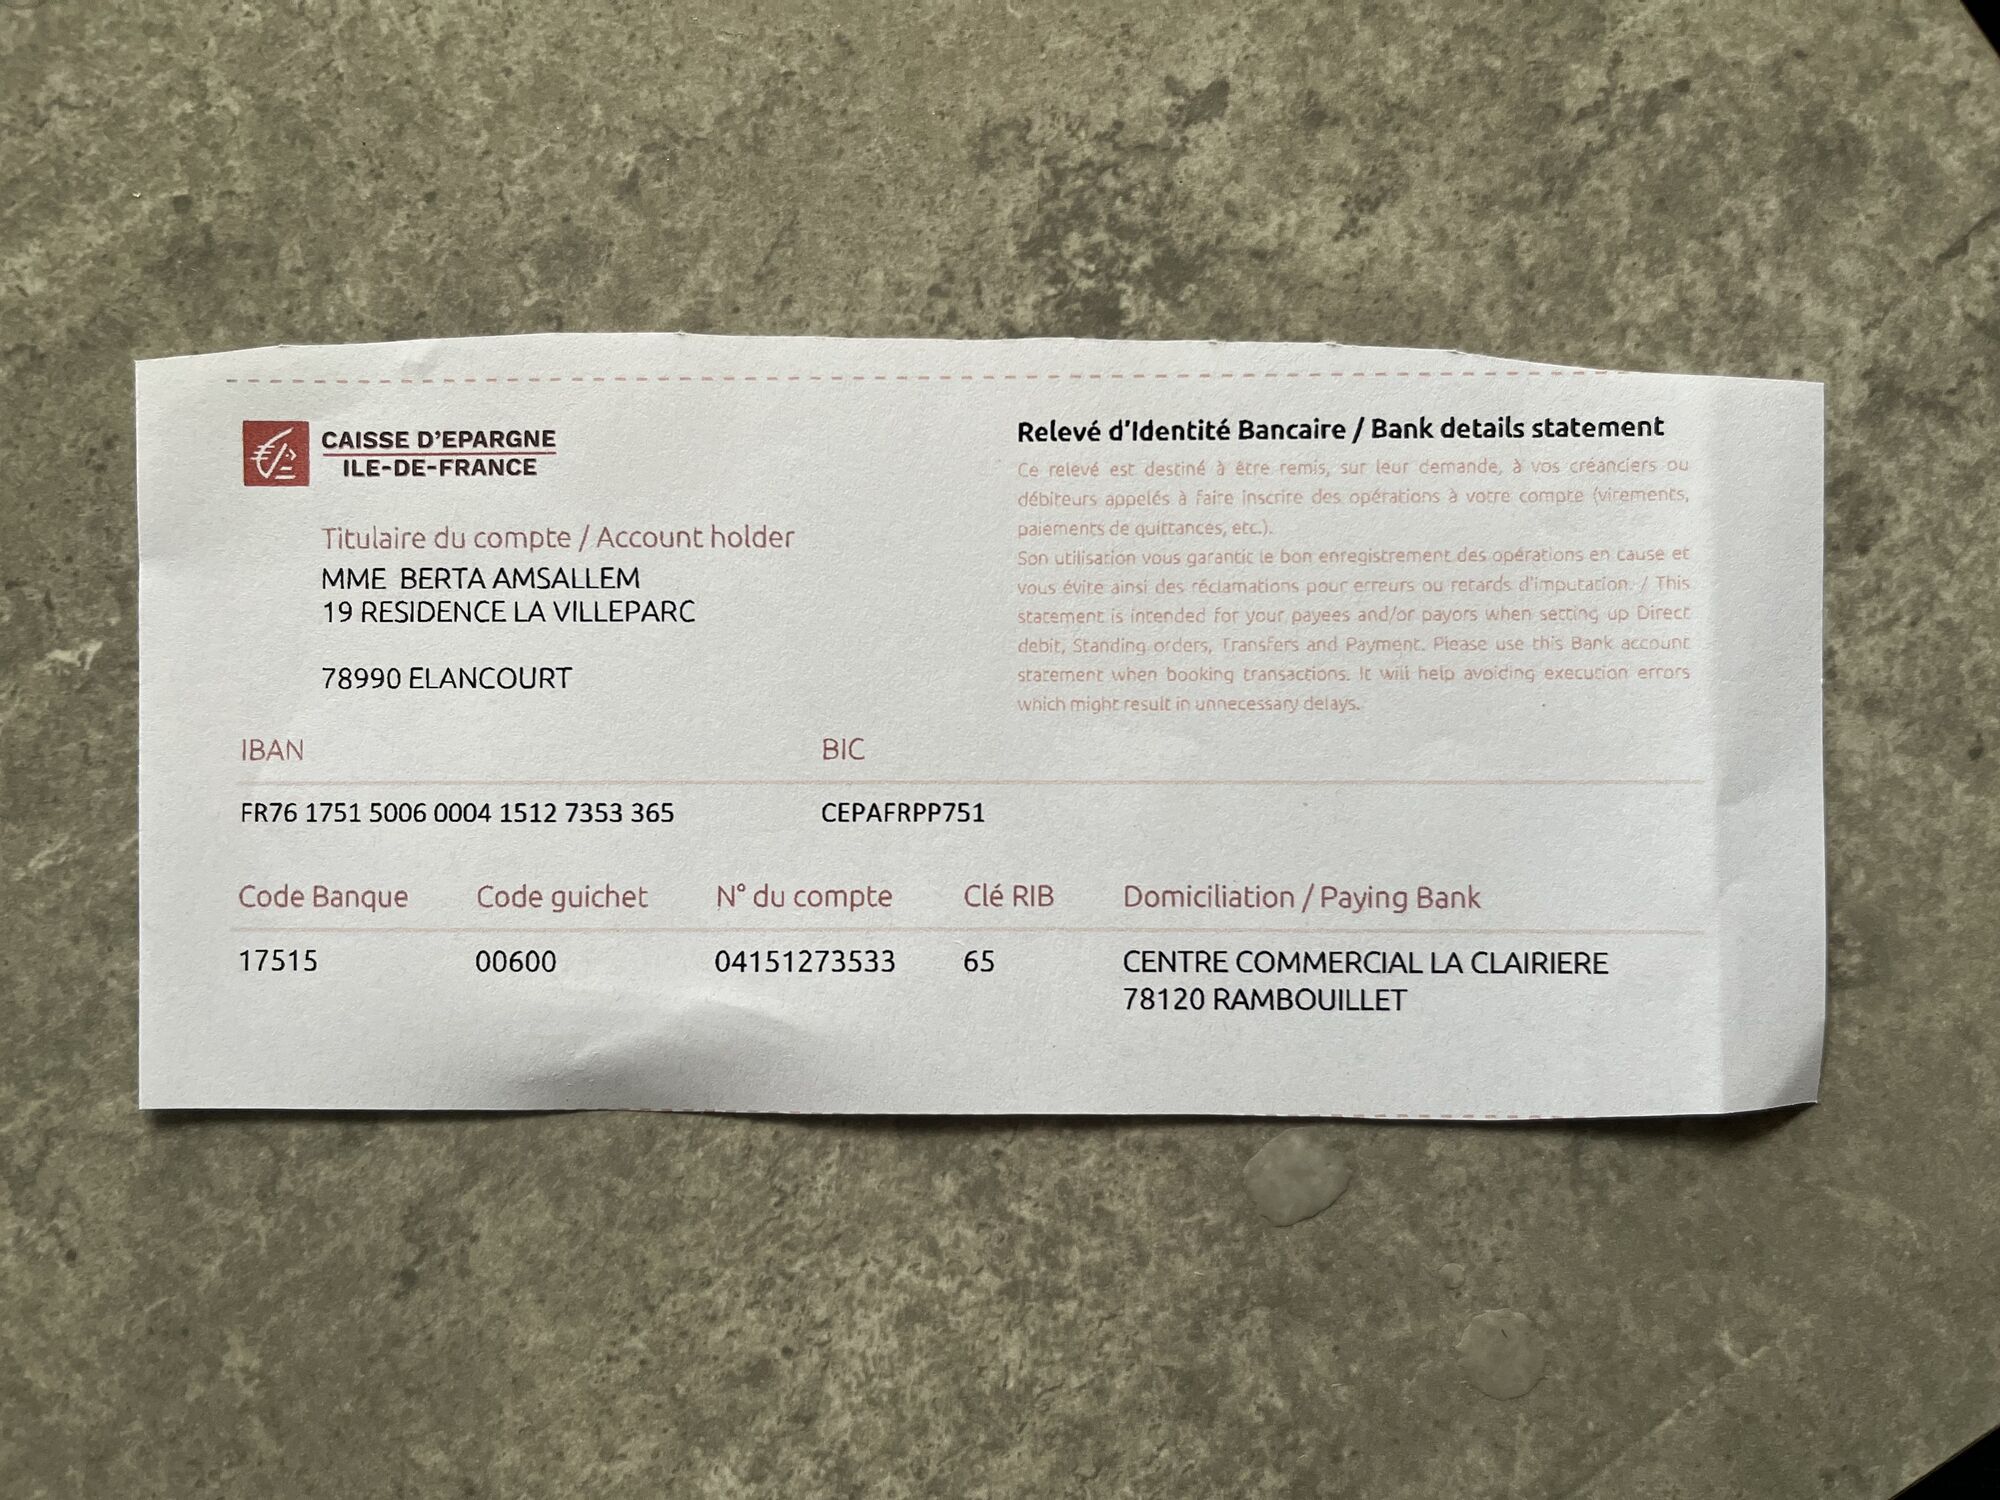 CAISSE D'EPARGNE
ILE-DE-FRANCE
Titulaire du compte / Account holder
MME BERTA AMSALLEM
19 RESIDENCE LA VILLEPARC
78990 ELANCOURT
Relevé d'Identité Bancaire / Bank details statement
Ce relevé est destiné à être remis, sur leur demande, à vos créanciers ou
débiteurs appelés à faire inscrire des opérations à votre compte (virements,
paiements de quittances, etc.).
Son utilisation vous garantit le bon enregistrement des opérations en cause et
vous évite ainsi des réclamations pour erreurs ou retards d'imputation. / This
statement is intended for your payees and/or payors when setting up Direct
debit, Standing orders, Transfers and Payment. Please use this Bank account
statement when booking transactions. It will help avoiding execution errors
which might result in unnecessary delays.
IBAN BIC
FR76 1751 5006 0004 1512 7353 365 CEPAFRPP751
Code Banque Code guichet N° du compte Clé RIB Domiciliation / Paying Bank
17515 00600 04151273533 65 CENTRE COMMERCIAL LA CLAIRIERE
78120 RAMBOUILLET